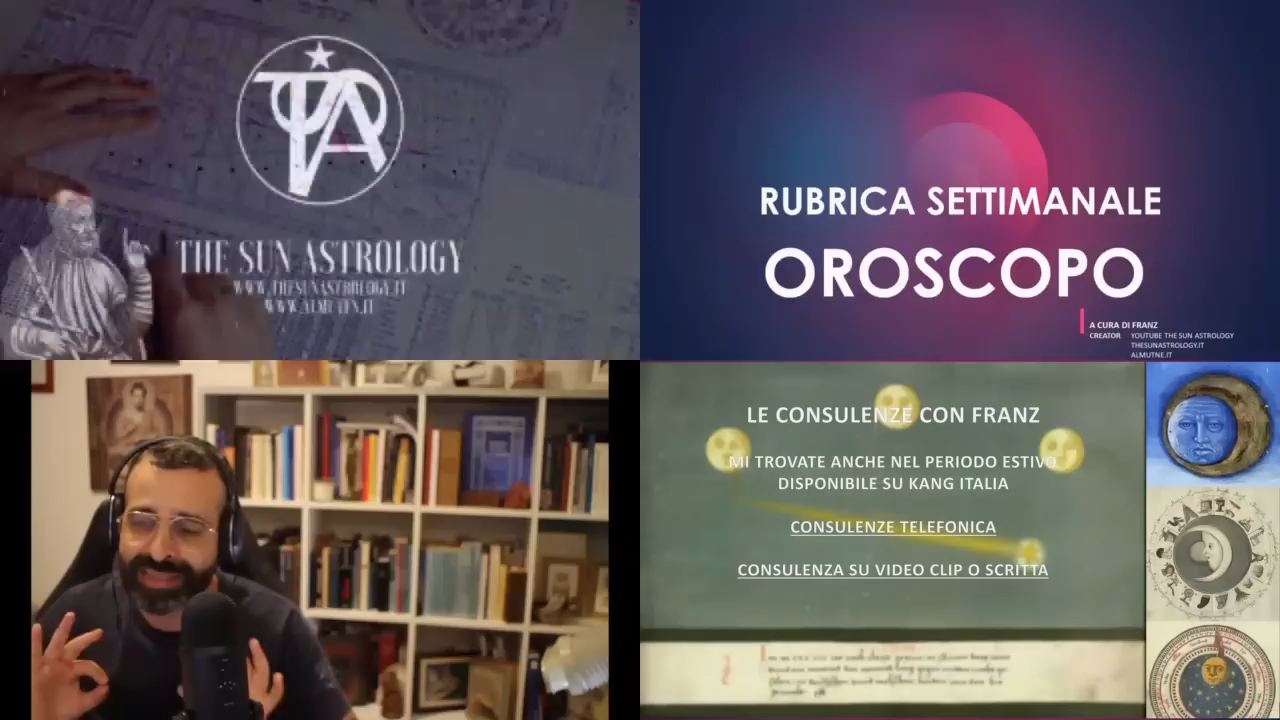 THE SUN ASTROLOGY
WWW.THESUNASTROLOGY.IT
WWW.ALMUTEN.IT
RUBRICA SETTIMANALE
OROSCOPO
A CURA DI FRANZ
CREATOR YOUTUBE THE SUN ASTROLOGY
THESUNASTROLOGY.IT
ALMUTNE.IT
LE CONSULENZE CON FRANZ
MI TROVATE ANCHE NEL PERIODO ESTIVO
DISPONIBILE SU KANG ITALIA
CONSULENZE TELEFONICA
CONSULENZA SU VIDEO CLIP O SCRITTA